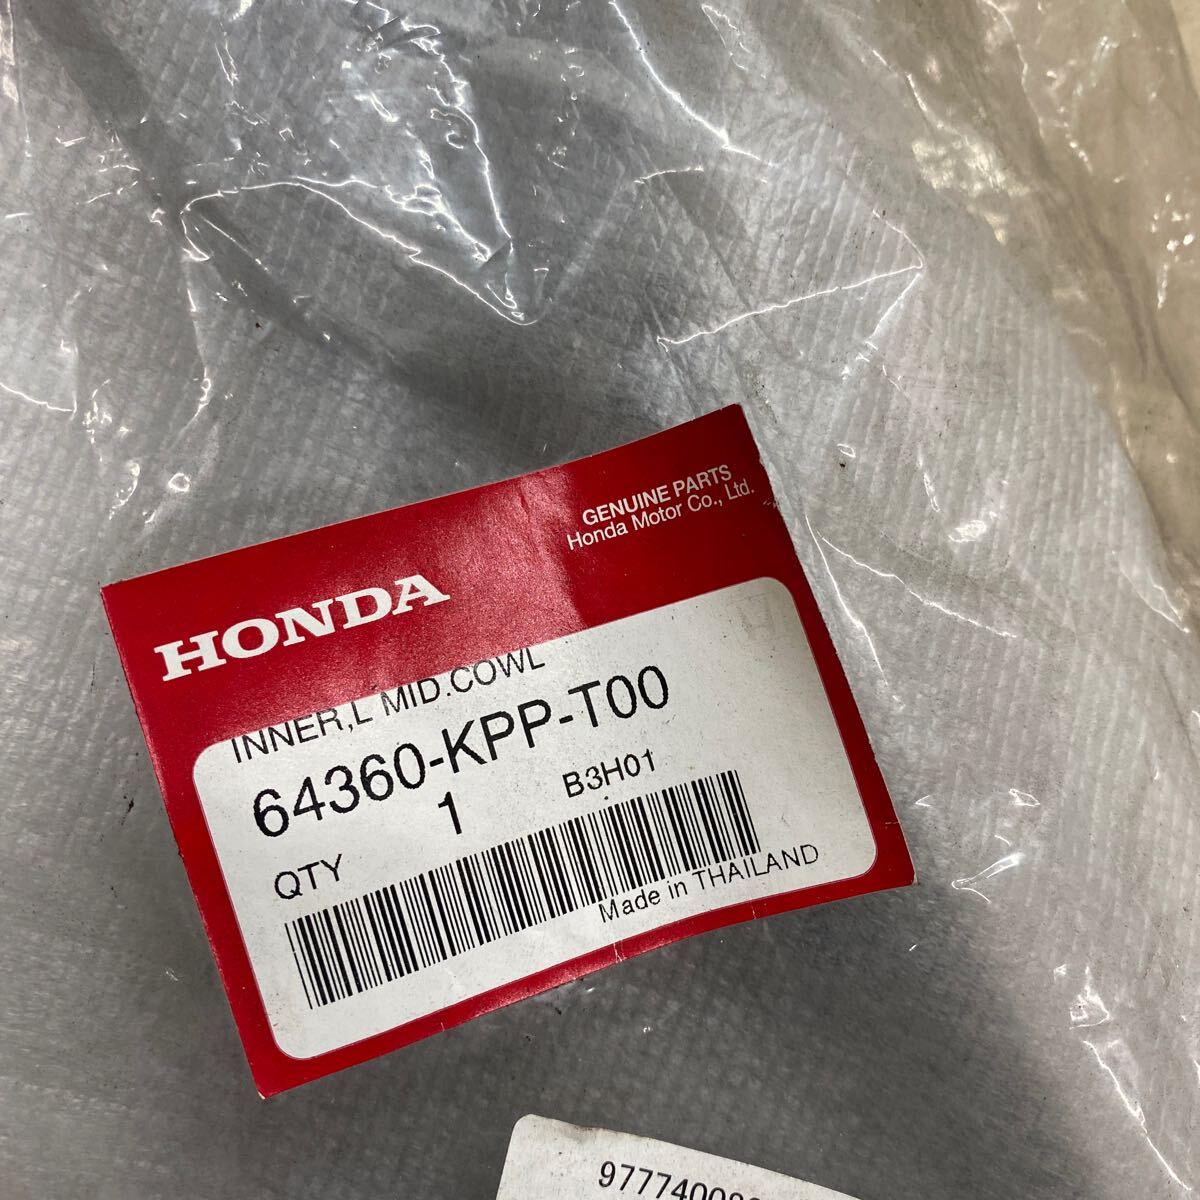 GENUINE PARTS
Honda Motor Co., Ltd.
HONDA
INNER,L MID.COWL
64360-KPP-T00
1 B3H01
QTY
Made in THAILAND